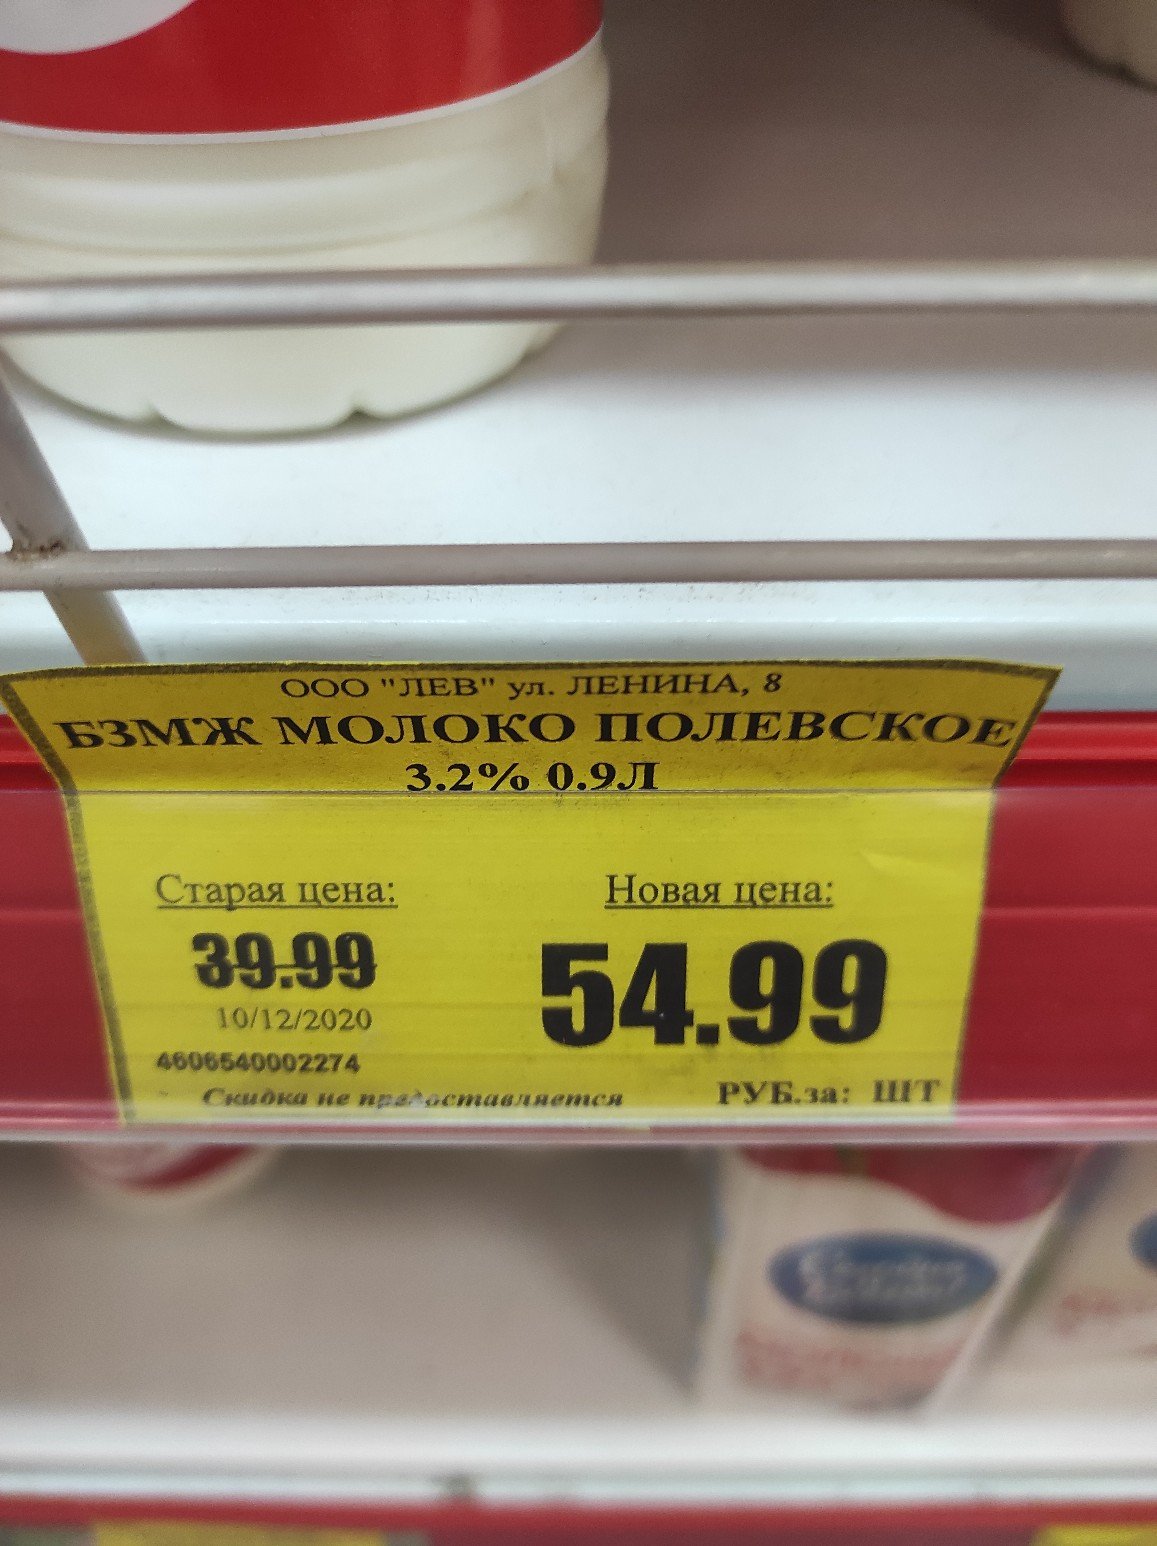 ООО "ЛЕВ" ул. ЛЕНИНА, 8
БЗМЖ МОЛОКО ПОЛЕВСКОЕ
3.2% 0.9Л
Старая цена:
Новая цена:
39.99
54.99
10/12/2020
4606540002274
Скидка не предоставляется
РУБ.за: ШТ